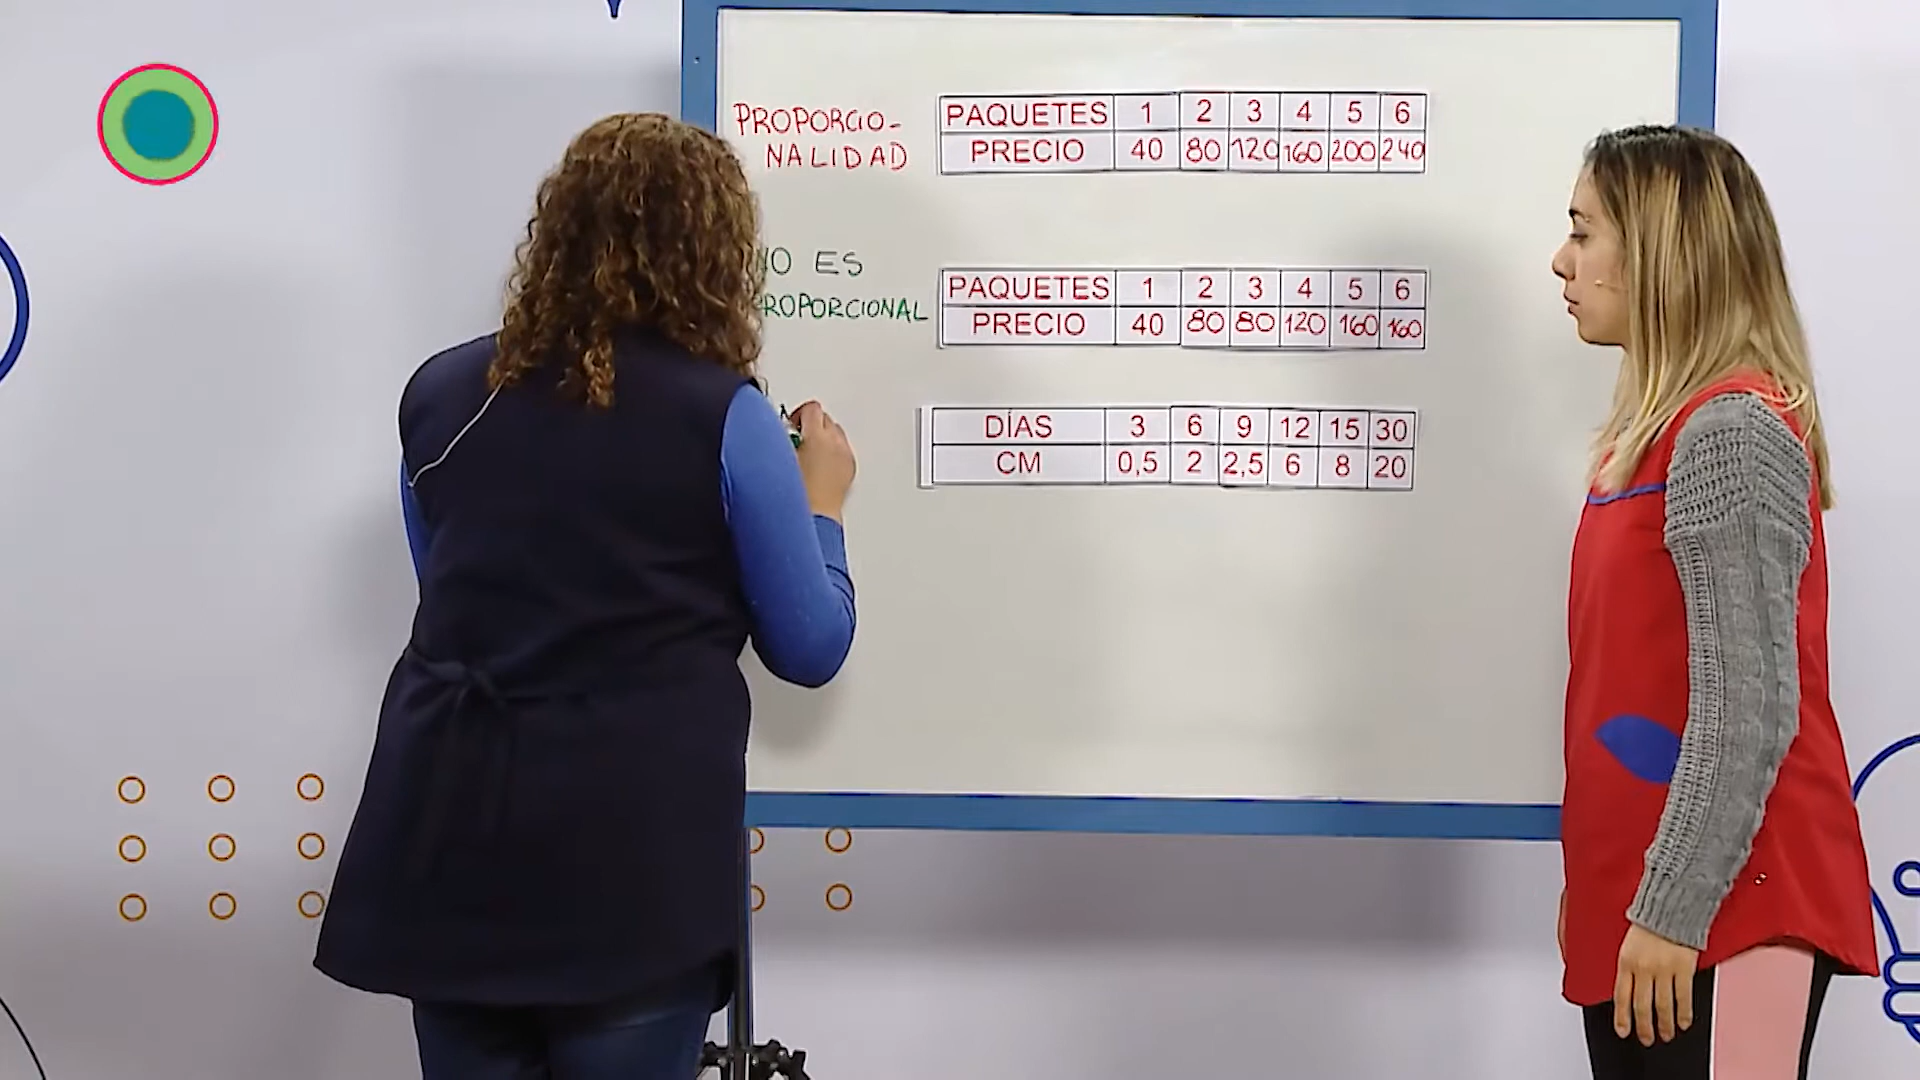 PROPORCIO-
NALIDAD
PAQUETES 1 2 3 4 5 6
PRECIO 40 80 120 160 200 240
NO ES
PROPORCIONAL
PAQUETES 1 2 3 4 5 6
PRECIO 40 80 80 120 160 160
DÍAS 3 6 9 12 15 30
CM 0,5 2 2,5 6 8 20